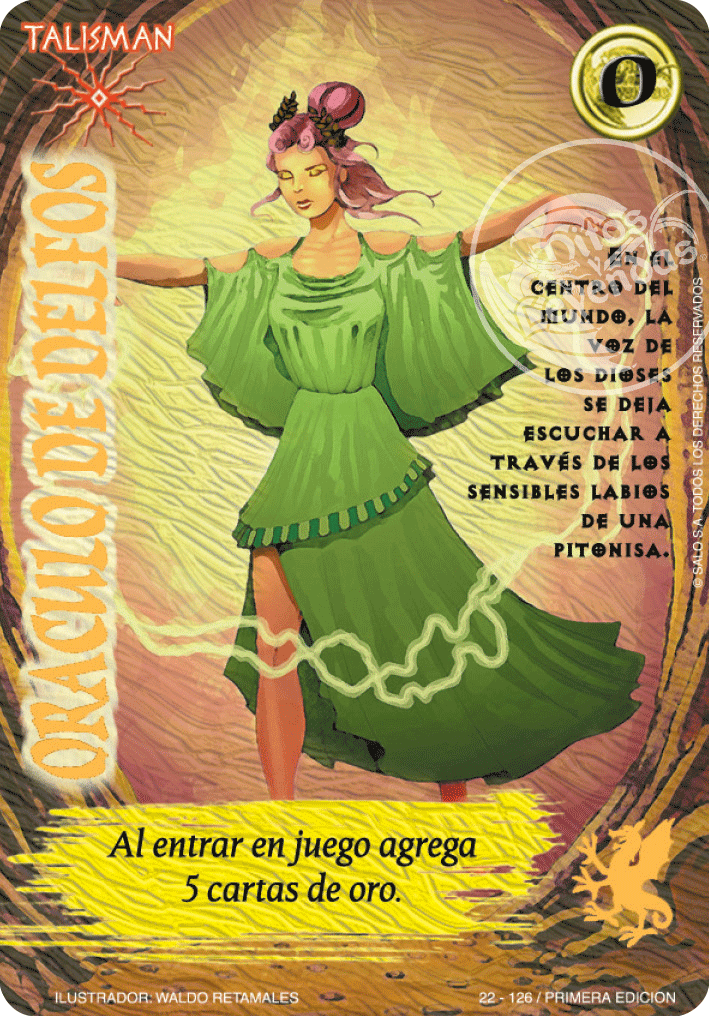 TALISMAN
0
ORACULO DE DELFOS
Mitos y Leyendas
EN EL
CENTRO DEL
MUNDO, LA
VOZ DE
LOS DIOSES
SE DEJA
ESCUCHAR A
TRAVÉS DE LOS
SENSIBLES LABIOS
DE UNA
PITONISA.
© SALO S.A. TODOS LOS DERECHOS RESERVADOS
Al entrar en juego agrega
5 cartas de oro.
ILUSTRADOR: WALDO RETAMALES
22 - 126 / PRIMERA EDICION